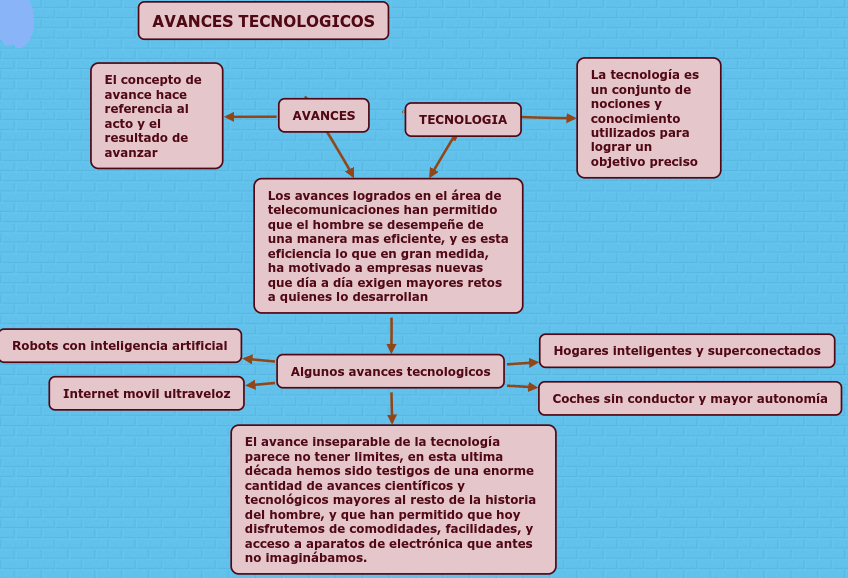 AVANCES TECNOLOGICOS
El concepto de
avance hace
referencia al
acto y el
resultado de
avanzar
AVANCES
TECNOLOGIA
La tecnología es
un conjunto de
nociones y
conocimiento
utilizados para
lograr un
objetivo preciso
Los avances logrados en el área de
telecomunicaciones han permitido
que el hombre se desempeñe de
una manera mas eficiente, y es esta
eficiencia lo que en gran medida,
ha motivado a empresas nuevas
que día a día exigen mayores retos
a quienes lo desarrollan
Robots con inteligencia artificial
Hogares inteligentes y superconectados
Algunos avances tecnologicos
Internet movil ultraveloz
Coches sin conductor y mayor autonomía
El avance inseparable de la tecnología
parece no tener limites, en esta ultima
década hemos sido testigos de una enorme
cantidad de avances científicos y
tecnológicos mayores al resto de la historia
del hombre, y que han permitido que hoy
disfrutemos de comodidades, facilidades, y
acceso a aparatos de electrónica que antes
no imaginábamos.